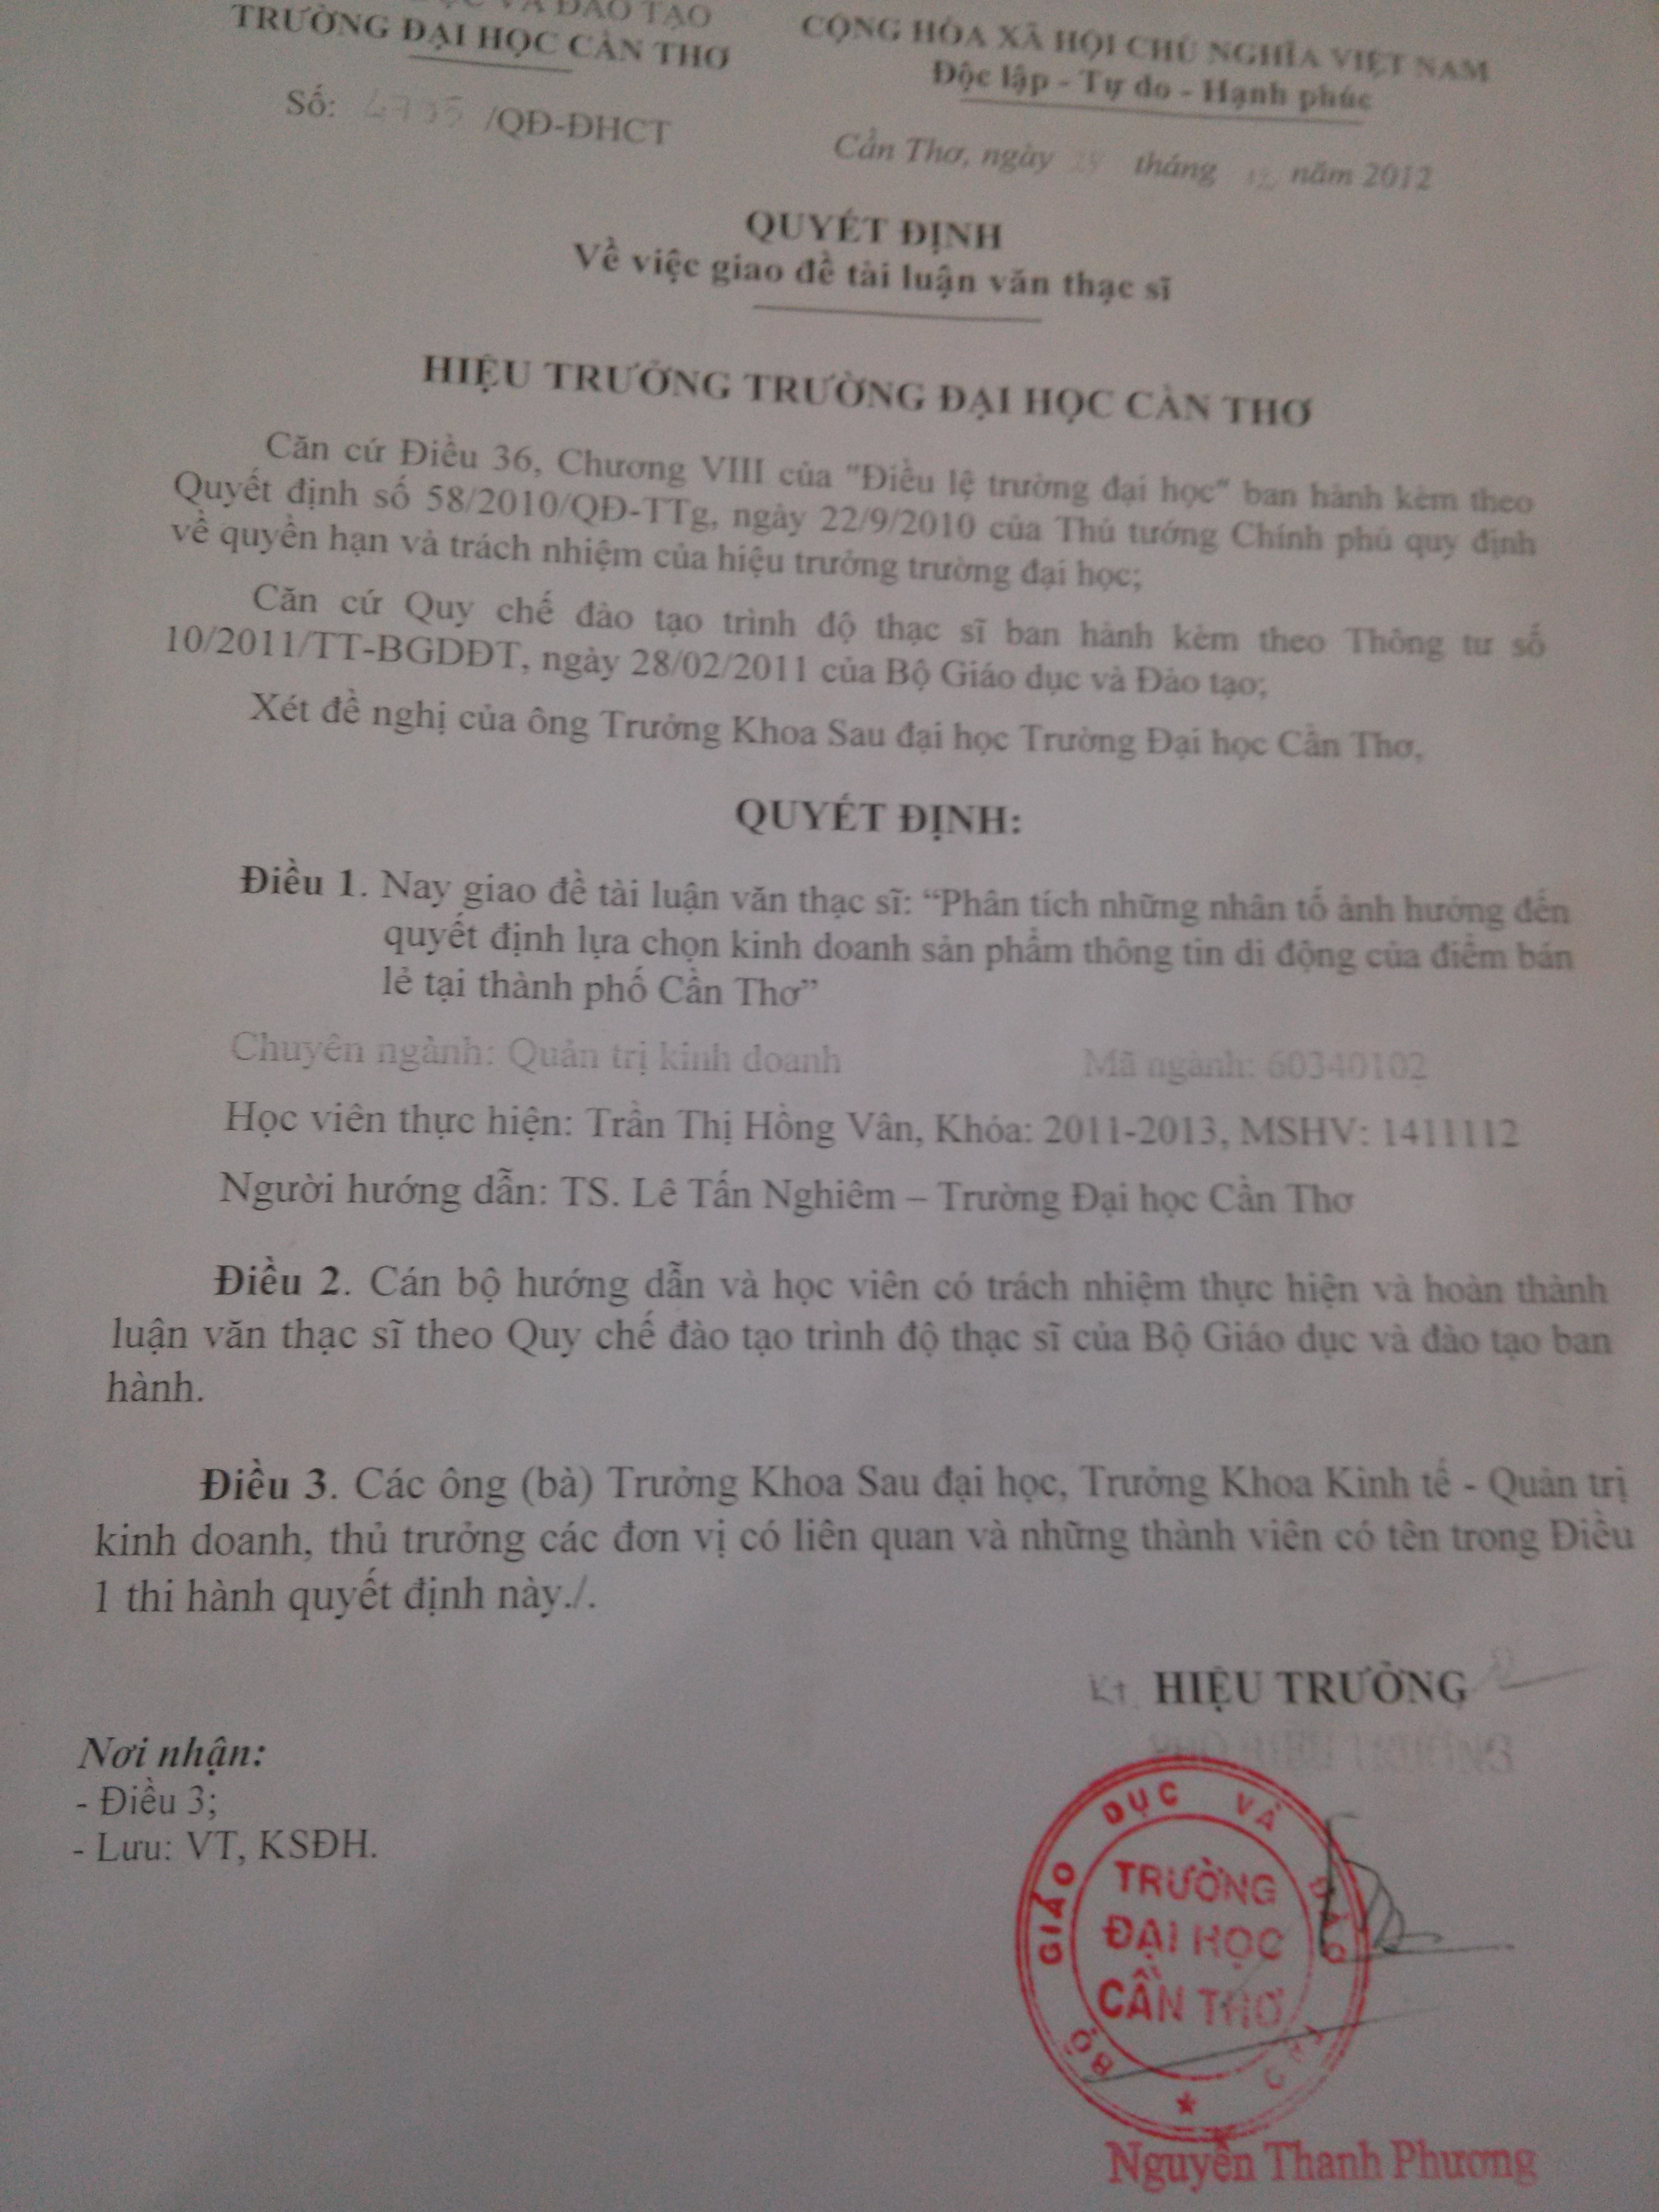 VÀ ĐÀO TẠO
TRƯỜNG ĐẠI HỌC CẦN THƠ
CỘNG HÒA XÃ HỘI CHỦ NGHĨA VIỆT NAM
Độc lập - Tự do - Hạnh phúc
Số: /QĐ-ĐHCT
Cần Thơ, ngày tháng năm 2012
QUYẾT ĐỊNH
Về việc giao đề tài luận văn thạc sĩ
HIỆU TRƯỞNG TRƯỜNG ĐẠI HỌC CẦN THƠ
Căn cứ Điều 36, Chương VIII của "Điều lệ trường đại học" ban hành kèm theo
Quyết định số 58/2010/QĐ-TTg, ngày 22/9/2010 của Thủ tướng Chính phủ quy định
về quyền hạn và trách nhiệm của hiệu trưởng trường đại học;
Căn cứ Quy chế đào tạo trình độ thạc sĩ ban hành kèm theo Thông tư số
10/2011/TT-BGDĐT, ngày 28/02/2011 của Bộ Giáo dục và Đào tạo;
Xét đề nghị của ông Trưởng Khoa Sau đại học Trường Đại học Cần Thơ,
QUYẾT ĐỊNH:
Điều 1. Nay giao đề tài luận văn thạc sĩ: “Phân tích những nhân tố ảnh hưởng đến
quyết định lựa chọn kinh doanh sản phẩm thông tin di động của điểm bán
lẻ tại thành phố Cần Thơ”
Chuyên ngành: Quản trị kinh doanh Mã ngành: 60340102
Học viên thực hiện: Trần Thị Hồng Vân, Khóa: 2011-2013, MSHV: 1411112
Người hướng dẫn: TS. Lê Tấn Nghiêm – Trường Đại học Cần Thơ
Điều 2. Cán bộ hướng dẫn và học viên có trách nhiệm thực hiện và hoàn thành
luận văn thạc sĩ theo Quy chế đào tạo trình độ thạc sĩ của Bộ Giáo dục và đào tạo ban
hành.
Điều 3. Các ông (bà) Trưởng Khoa Sau đại học, Trưởng Khoa Kinh tế - Quản trị
kinh doanh, thủ trưởng các đơn vị có liên quan và những thành viên có tên trong Điều
1 thi hành quyết định này./.
Kt. HIỆU TRƯỞNG
Nơi nhận:
- Điều 3;
- Lưu: VT, KSĐH.
BỘ GIÁO DỤC VÀ ĐÀO TẠO
TRƯỜNG
ĐẠI HỌC
CẦN THƠ
Nguyễn Thanh Phương